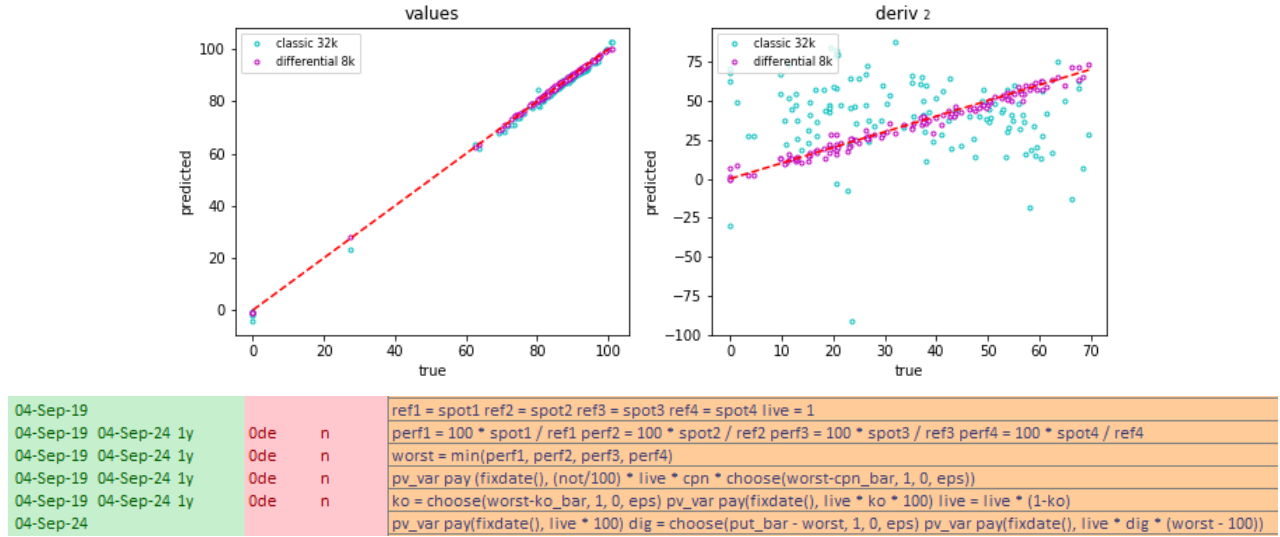 values
classic 32k
differential 8k
100
80
60
40
20
0
predicted
0 20 40 60 80 100
true
deriv 2
classic 32k
differential 8k
75
50
25
0
−25
−50
−75
−100
predicted
0 10 20 30 40 50 60 70
true
04-Sep-19 ref1 = spot1 ref2 = spot2 ref3 = spot3 ref4 = spot4 live = 1
04-Sep-19 04-Sep-24 1y 0de n perf1 = 100 * spot1 / ref1 perf2 = 100 * spot2 / ref2 perf3 = 100 * spot3 / ref3 perf4 = 100 * spot4 / ref4
04-Sep-19 04-Sep-24 1y 0de n worst = min(perf1, perf2, perf3, perf4)
04-Sep-19 04-Sep-24 1y 0de n pv_var pay (fixdate(), (not/100) * live * cpn * choose(worst-cpn_bar, 1, 0, eps))
04-Sep-19 04-Sep-24 1y 0de n ko = choose(worst-ko_bar, 1, 0, eps) pv_var pay(fixdate(), live * ko * 100) live = live * (1-ko)
04-Sep-24 pv_var pay(fixdate(), live * 100) dig = choose(put_bar - worst, 1, 0, eps) pv_var pay(fixdate(), live * dig * (worst - 100))